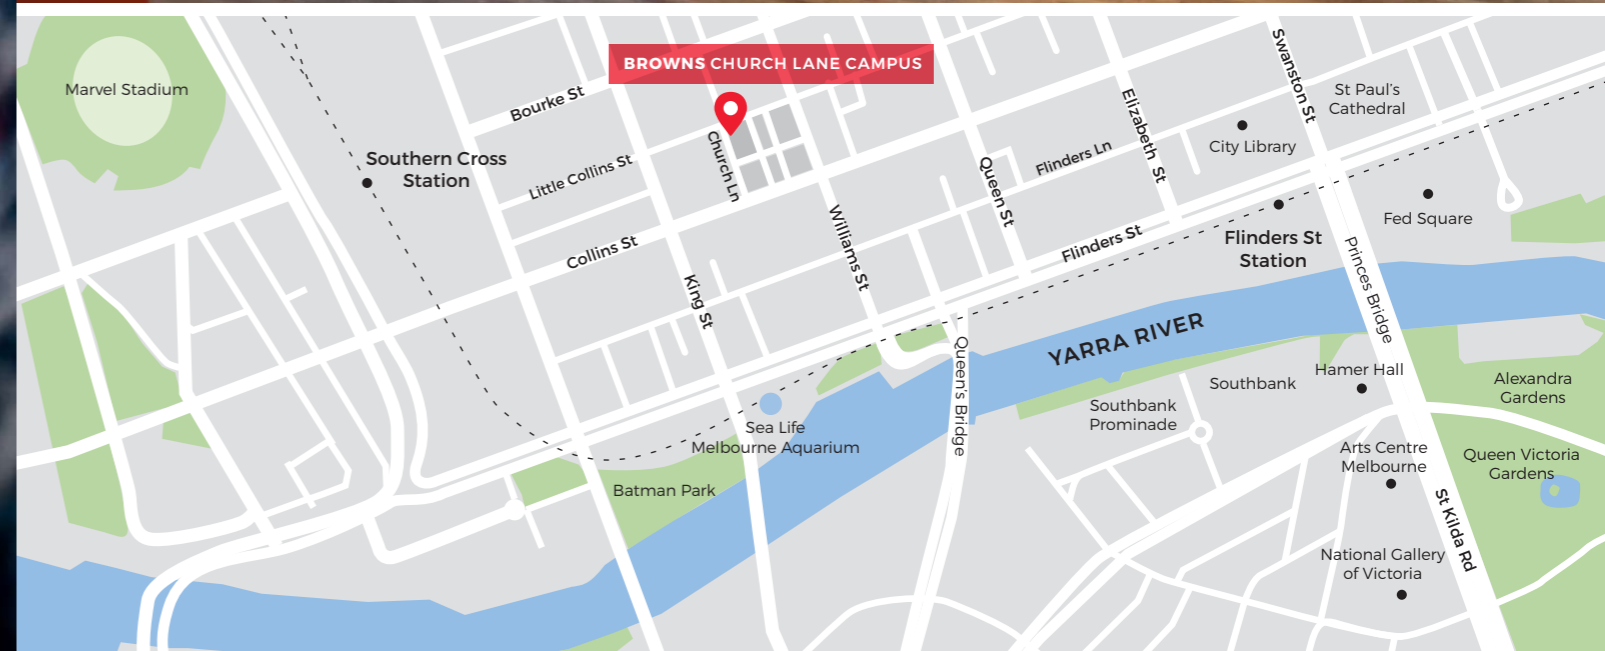 BROWNS CHURCH LANE CAMPUS
Marvel Stadium
Bourke St
Swanston St
St Paul's
Cathedral
Elizabeth St
City Library
Southern Cross
Station
Church Ln
Little Collins St
Flinders Ln
Queen St
Fed Square
Williams St
Collins St
Flinders St
Flinders St
Station
Princes Bridge
King St
YARRA RIVER
Queen's Bridge
Hamer Hall
Southbank
Alexandra
Gardens
Southbank
Prominade
Sea Life
Melbourne Aquarium
Arts Centre
Melbourne
Queen Victoria
Gardens
Batman Park
St Kilda Rd
National Gallery
of Victoria